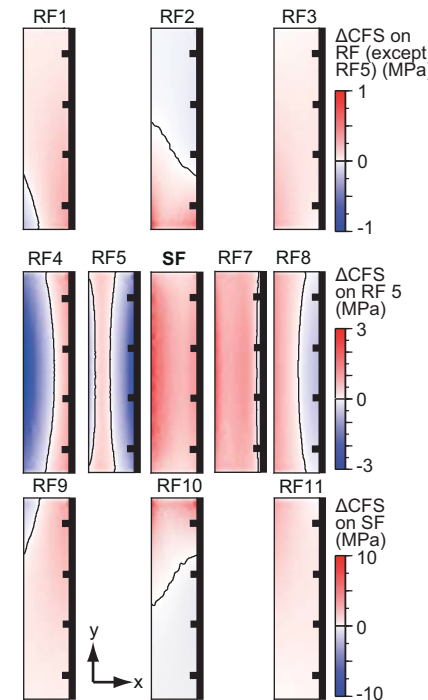 RF1 RF2 RF3
ΔCFS on
RF (except
RF5) (MPa
1
0
-1
RF4 RF5 SF RF7 RF8
ΔCFS
on RF 5
(MPa)
3
0
-3
RF9 RF10 RF11
ΔCFS
on SF
(MPa)
10
0
-10
y
x